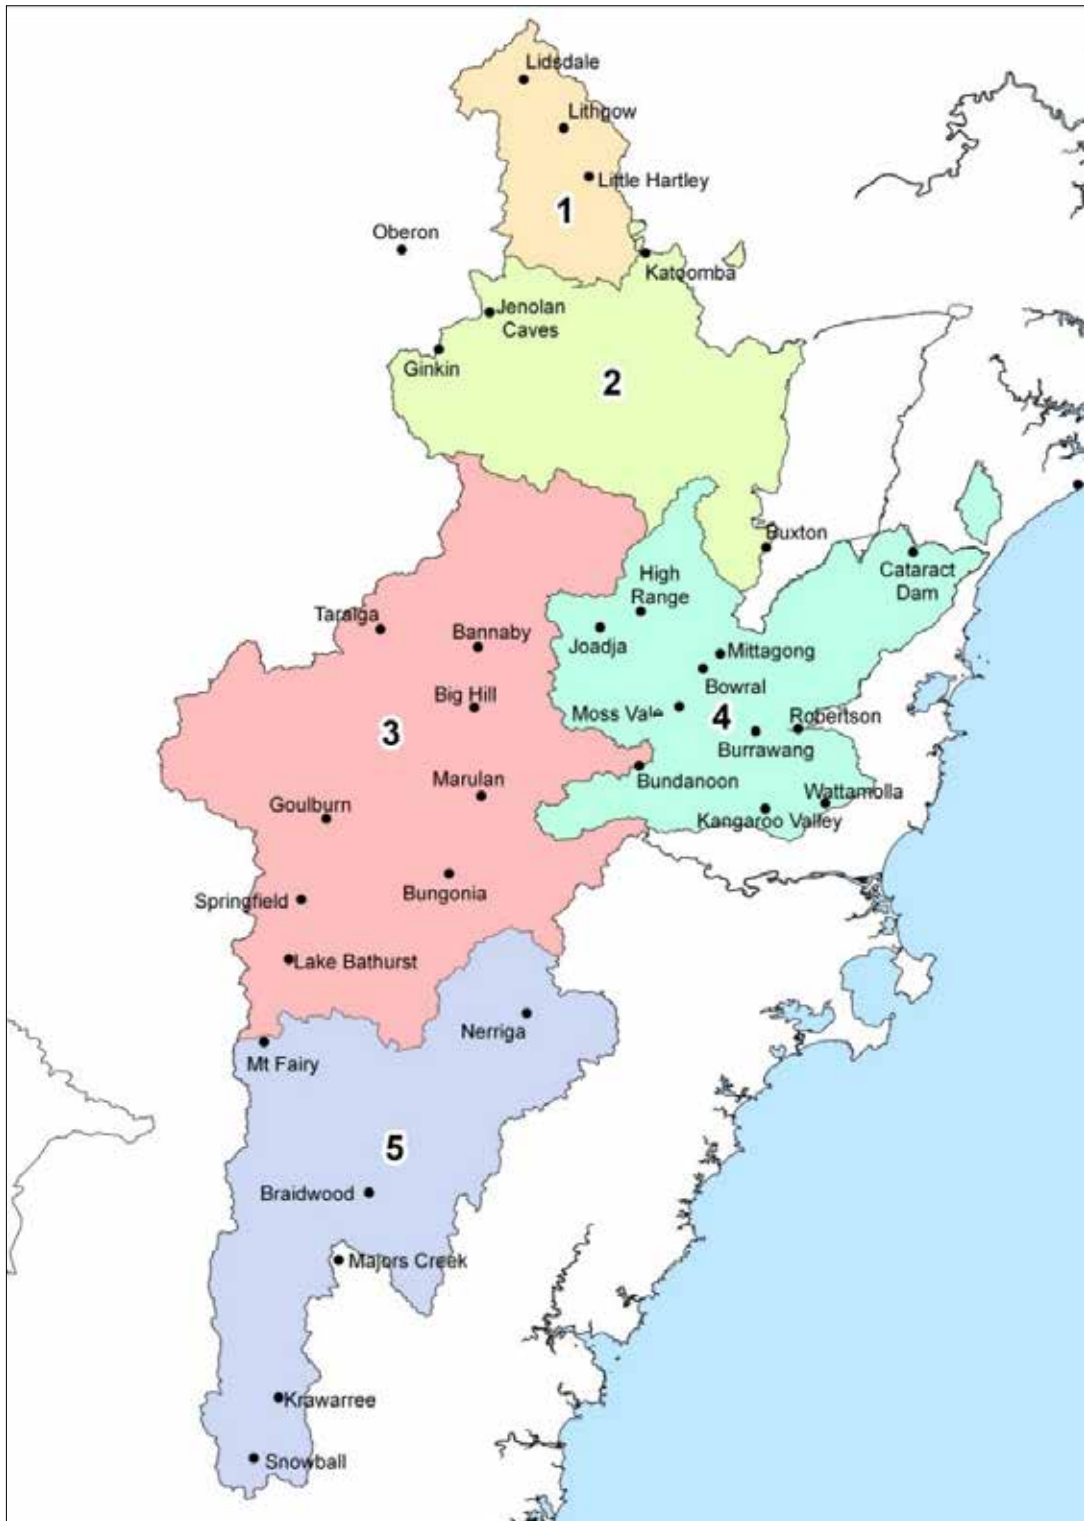 Lidsdale
Lithgow
Little Hartley
1
Oberon
Katoomba
Jenolan
Caves
Ginkin
2
Buxton
Cataract
Dam
High
Range
Taralga
Bannaby
Joadja
Mittagong
Bowral
Big Hill
Moss Vale
4
Robertson
3
Burrawang
Bundanoon
Marulan
Wattamolla
Goulburn
Kangaroo Valley
Bungonia
Springfield
Lake Bathurst
Nerriga
Mt Fairy
5
Braidwood
Majors Creek
Krawarree
Snowball